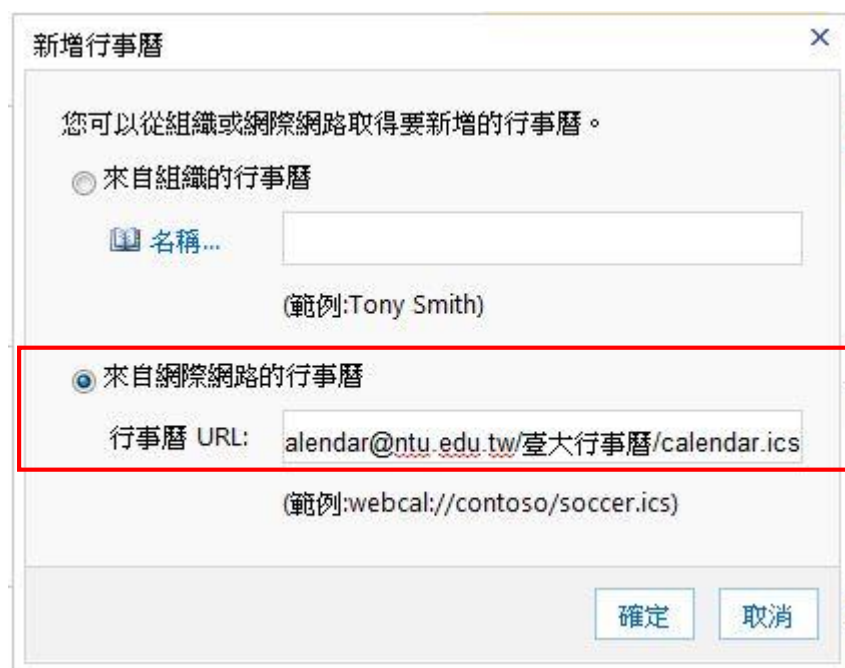 新增行事曆
您可以從組織或網際網路取得要新增的行事曆。
來自組織的行事曆
名稱...
(範例:Tony Smith)
來自網際網路的行事曆
行事曆 URL: alendar@ntu.edu.tw/臺大行事曆/calendar.ics
(範例:webcal://contoso/soccer.ics)
確定 取消